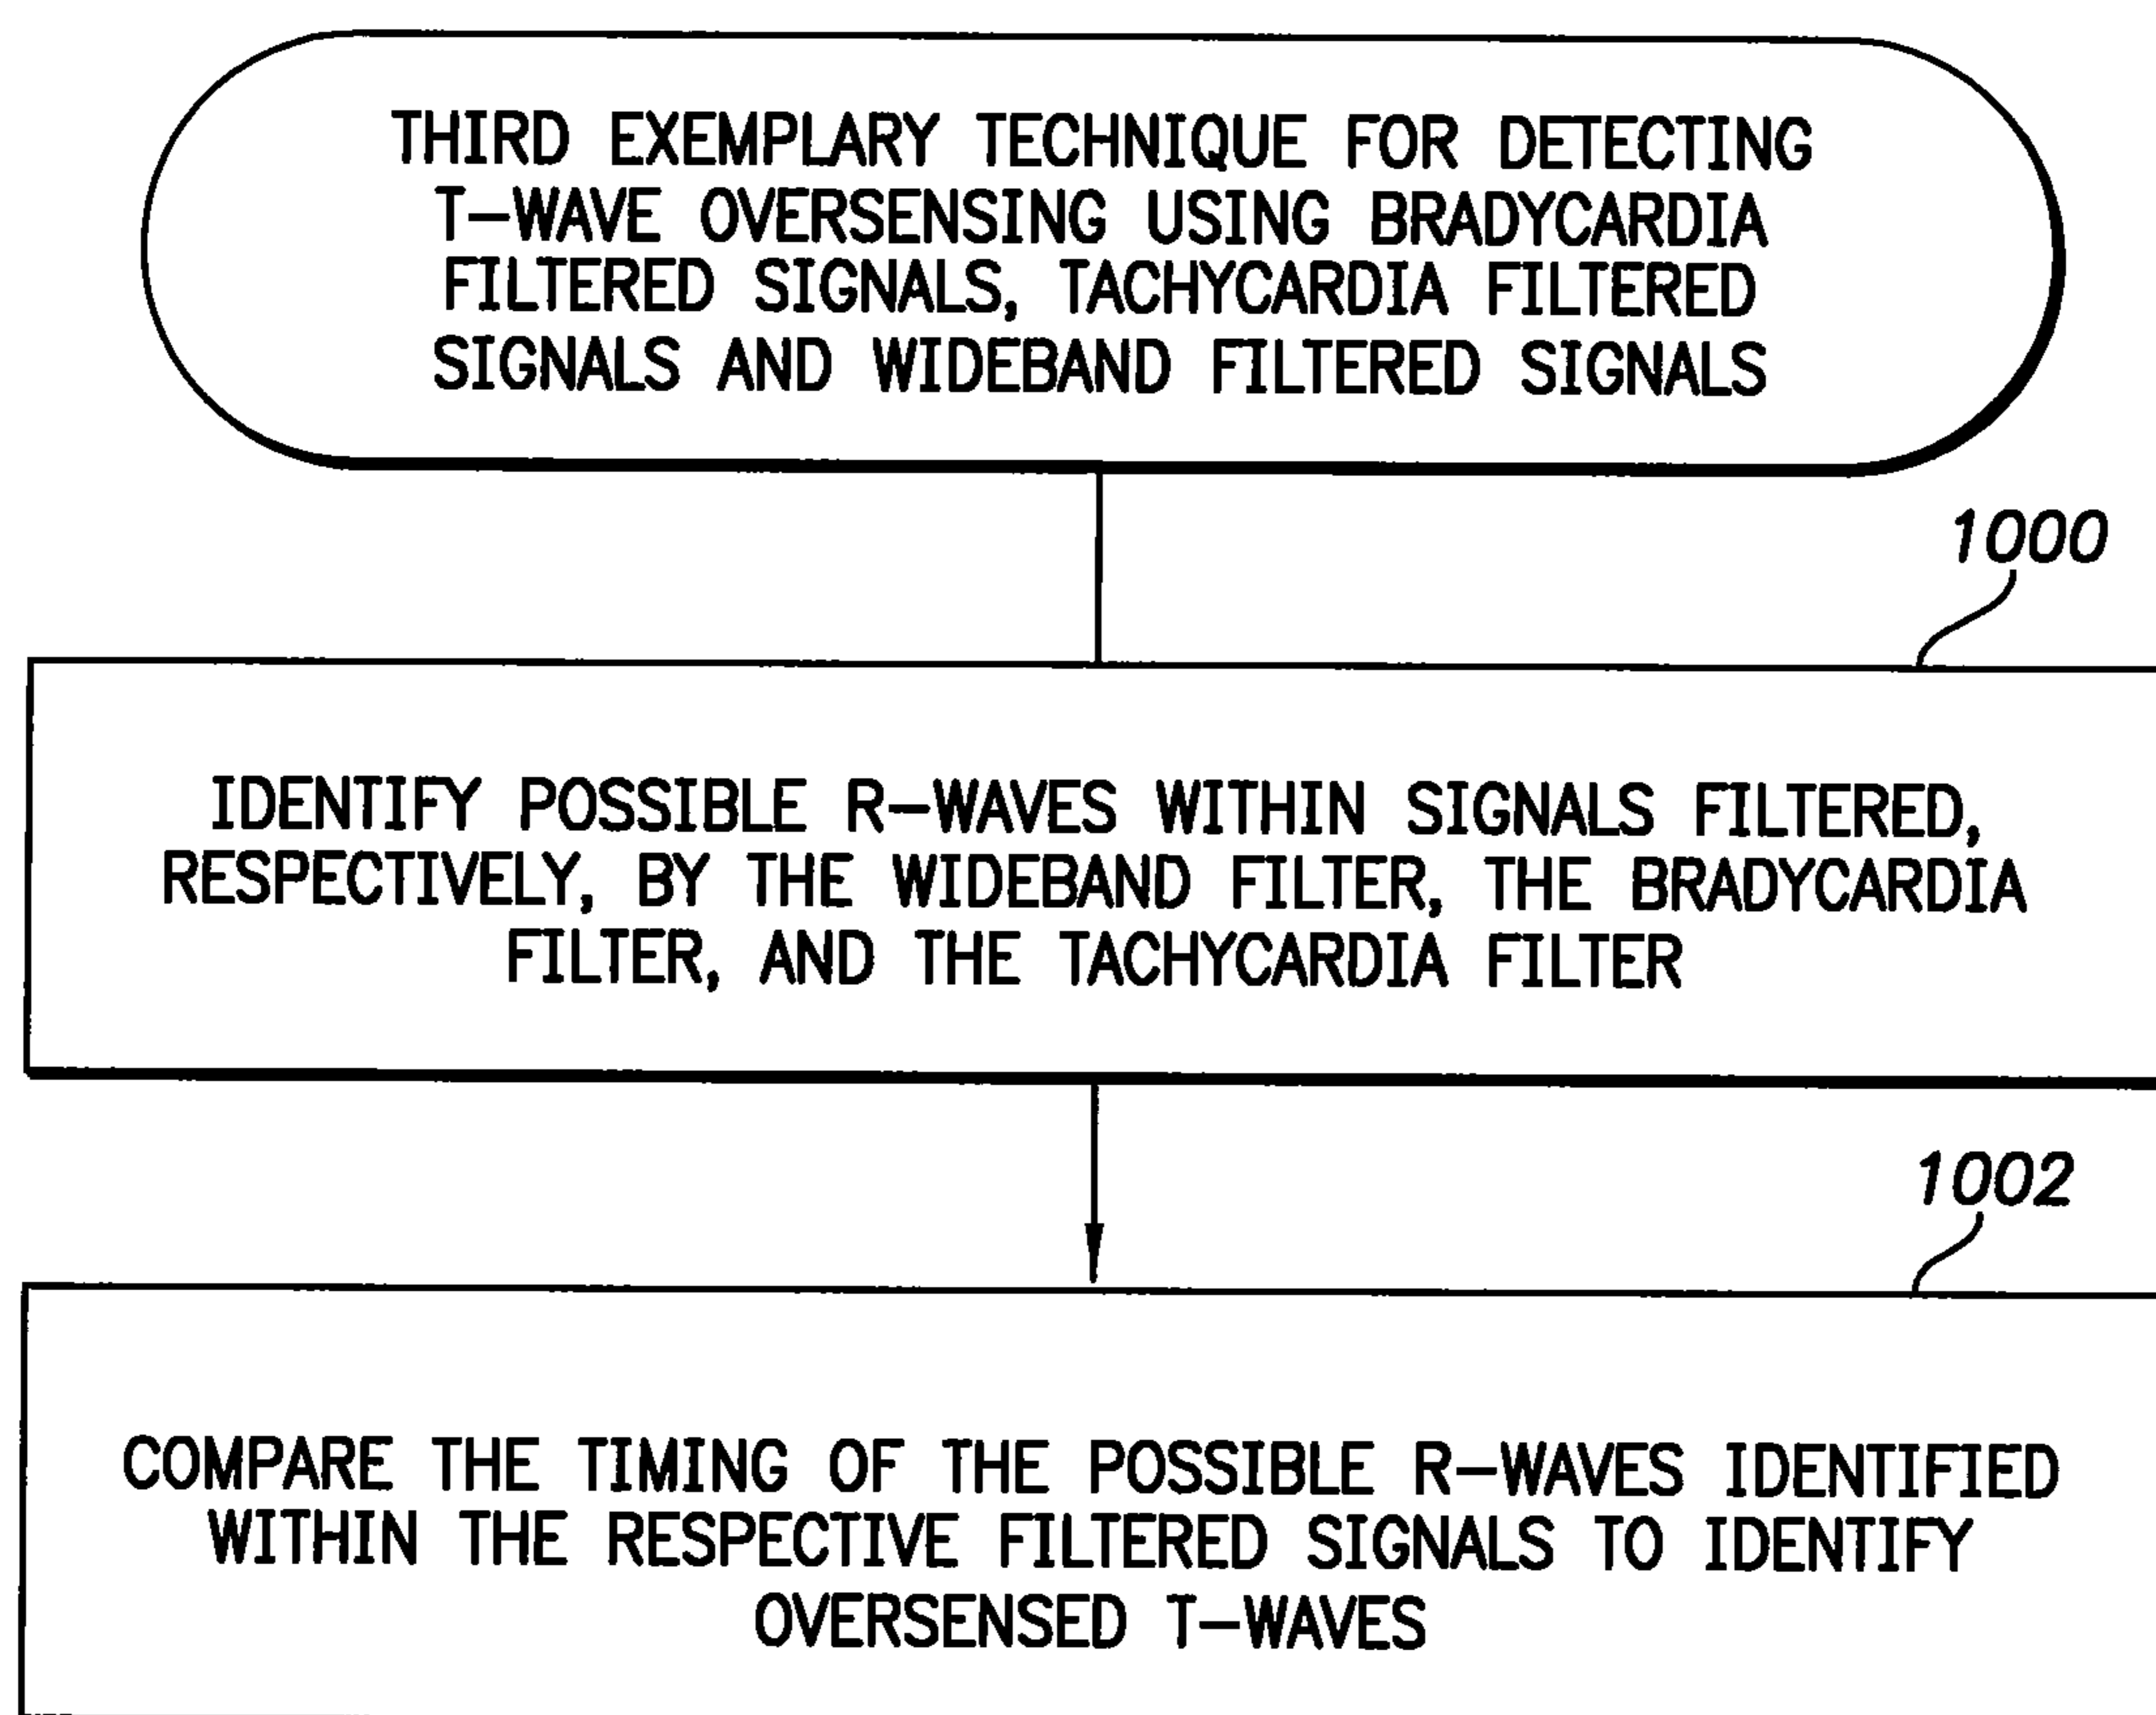 THIRD EXEMPLARY TECHNIQUE FOR DETECTING
T–WAVE OVERSENSING USING BRADYCARDIA
FILTERED SIGNALS, TACHYCARDIA FILTERED
SIGNALS AND WIDEBAND FILTERED SIGNALS
1000
IDENTIFY POSSIBLE R–WAVES WITHIN SIGNALS FILTERED,
RESPECTIVELY, BY THE WIDEBAND FILTER, THE BRADYCARDIA
FILTER, AND THE TACHYCARDIA FILTER
1002
COMPARE THE TIMING OF THE POSSIBLE R–WAVES IDENTIFIED
WITHIN THE RESPECTIVE FILTERED SIGNALS TO IDENTIFY
OVERSENSED T–WAVES